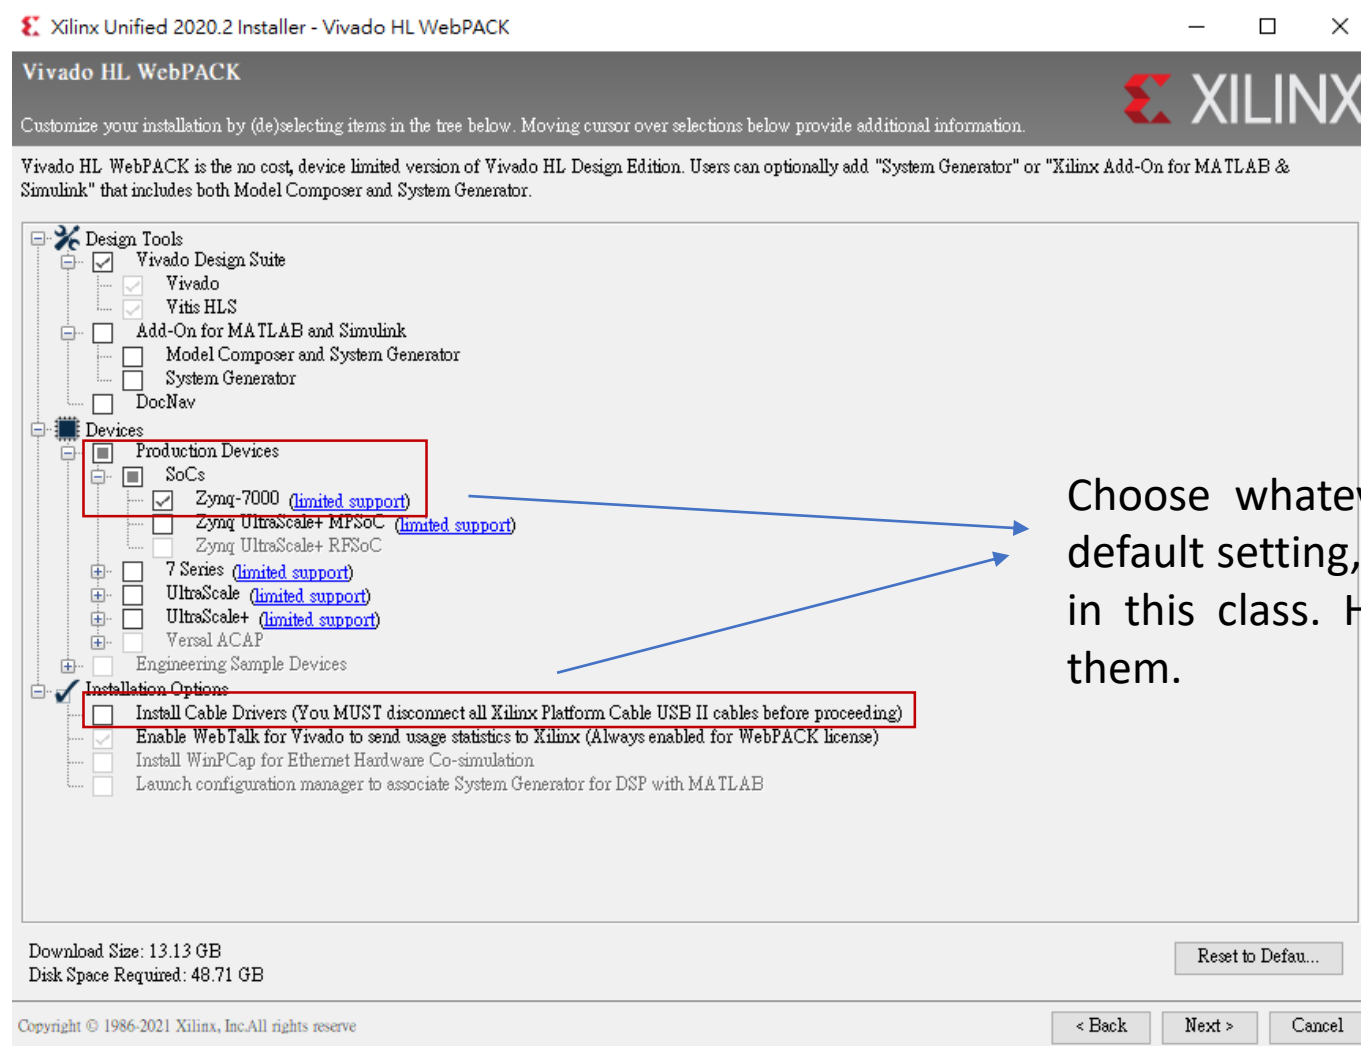 Xilinx Unified 2020.2 Installer - Vivado HL WebPACK
Vivado HL WebPACK
XILINX
Customize your installation by (de)selecting items in the tree below. Moving cursor over selections below provide additional information.
Vivado HL WebPACK is the no cost, device limited version of Vivado HL Design Edition. Users can optionally add "System Generator" or "Xilinx Add-On for MATLAB &
Simulink" that includes both Model Composer and System Generator.
Design Tools
Vivado Design Suite
Vivado
Vitis HLS
Add-On for MATLAB and Simulink
Model Composer and System Generator
System Generator
DocNav
Devices
Production Devices
SoCs
Zynq-7000 (limited support)
Zynq UltraScale+ MPSoC (limited support)
Zynq UltraScale+ RFSoC
7 Series (limited support)
UltraScale (limited support)
UltraScale+ (limited support)
Versal ACAP
Engineering Sample Devices
Installation Options
Install Cable Drivers (You MUST disconnect all Xilinx Platform Cable USB II cables before proceeding)
Enable WebTalk for Vivado to send usage statistics to Xilinx (Always enabled for WebPACK license)
Install WinPCap for Ethernet Hardware Co-simulation
Launch configuration manager to associate System Generator for DSP with MATLAB
Choose
default setting,
in this class.
them.
Download Size: 13.13 GB
Disk Space Required: 48.71 GB
Reset to Defau...
Copyright © 1986-2021 Xilinx, Inc.All rights reserve
< Back
Next >
Cancel